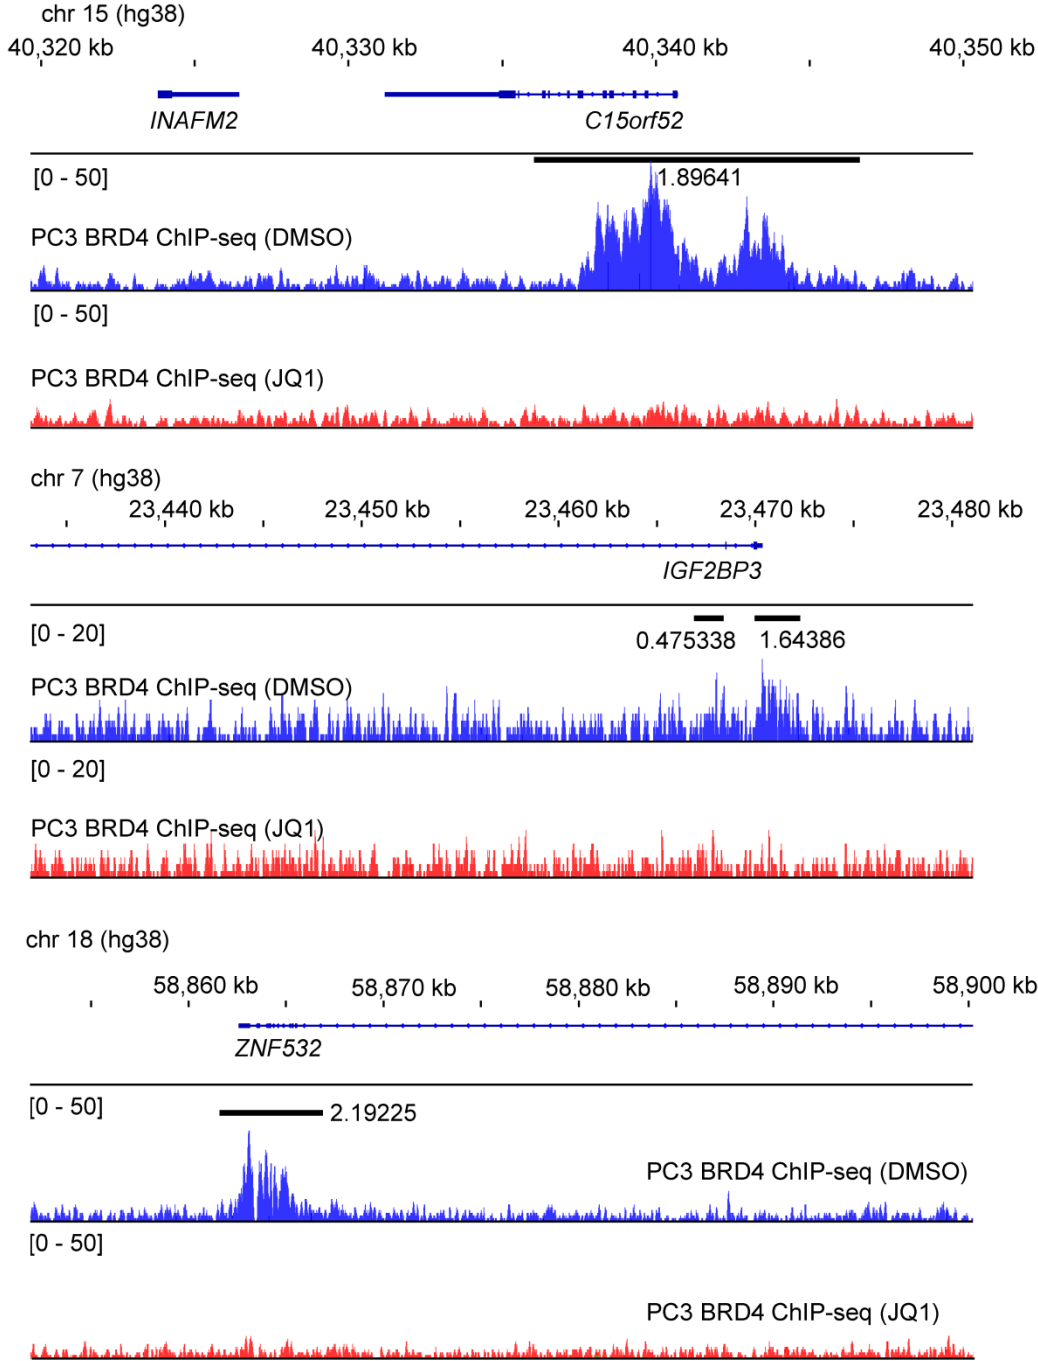 chr 15 (hg38)
40,320 kb 40,330 kb 40,340 kb 40,350 kb
INAFM2 C15orf52
[0 - 50] 1.89641
PC3 BRD4 ChIP-seq (DMSO)
[0 - 50]
PC3 BRD4 ChIP-seq (JQ1)
chr 7 (hg38)
23,440 kb 23,450 kb 23,460 kb 23,470 kb 23,480 kb
IGF2BP3
[0 - 20] 0.475338 1.64386
PC3 BRD4 ChIP-seq (DMSO)
[0 - 20]
PC3 BRD4 ChIP-seq (JQ1)
chr 18 (hg38)
58,860 kb 58,870 kb 58,880 kb 58,890 kb 58,900 kb
ZNF532
[0 - 50] 2.19225
PC3 BRD4 ChIP-seq (DMSO)
[0 - 50]
PC3 BRD4 ChIP-seq (JQ1)